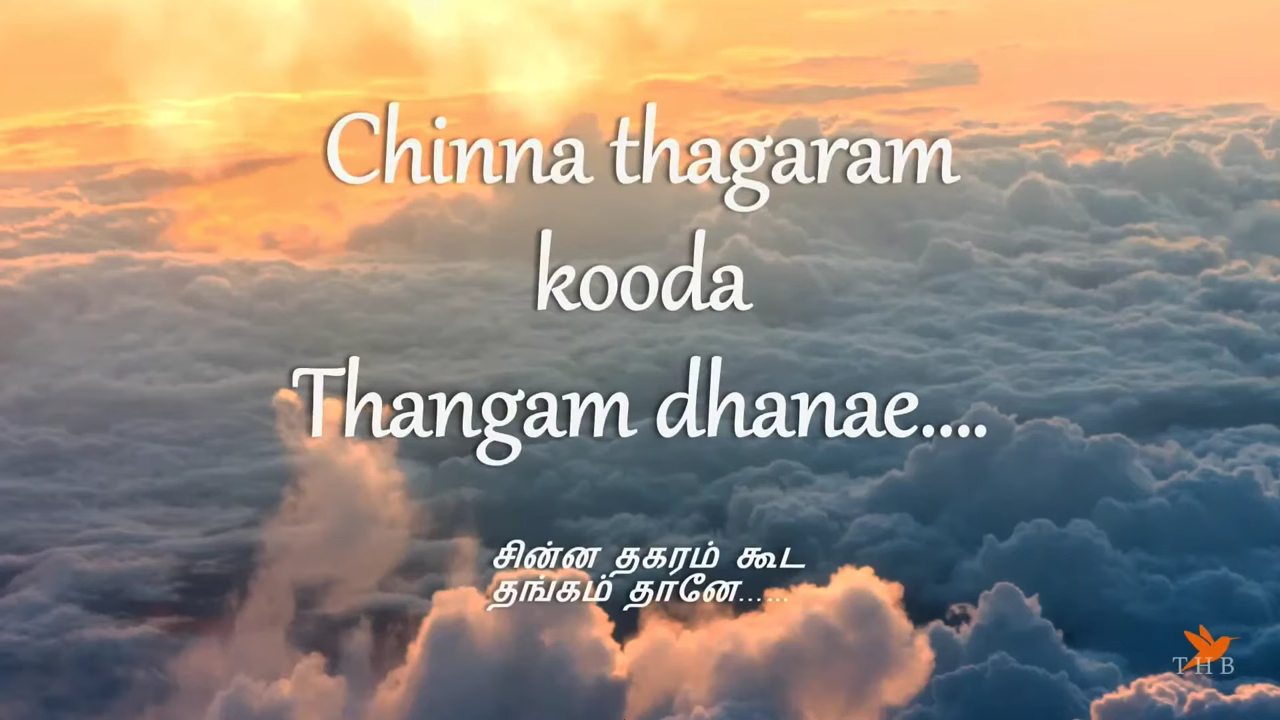 Chinna thagaram
kooda
Thangam dhanae....
சின்ன தகரம் கூட
தங்கம் தானே......
THB